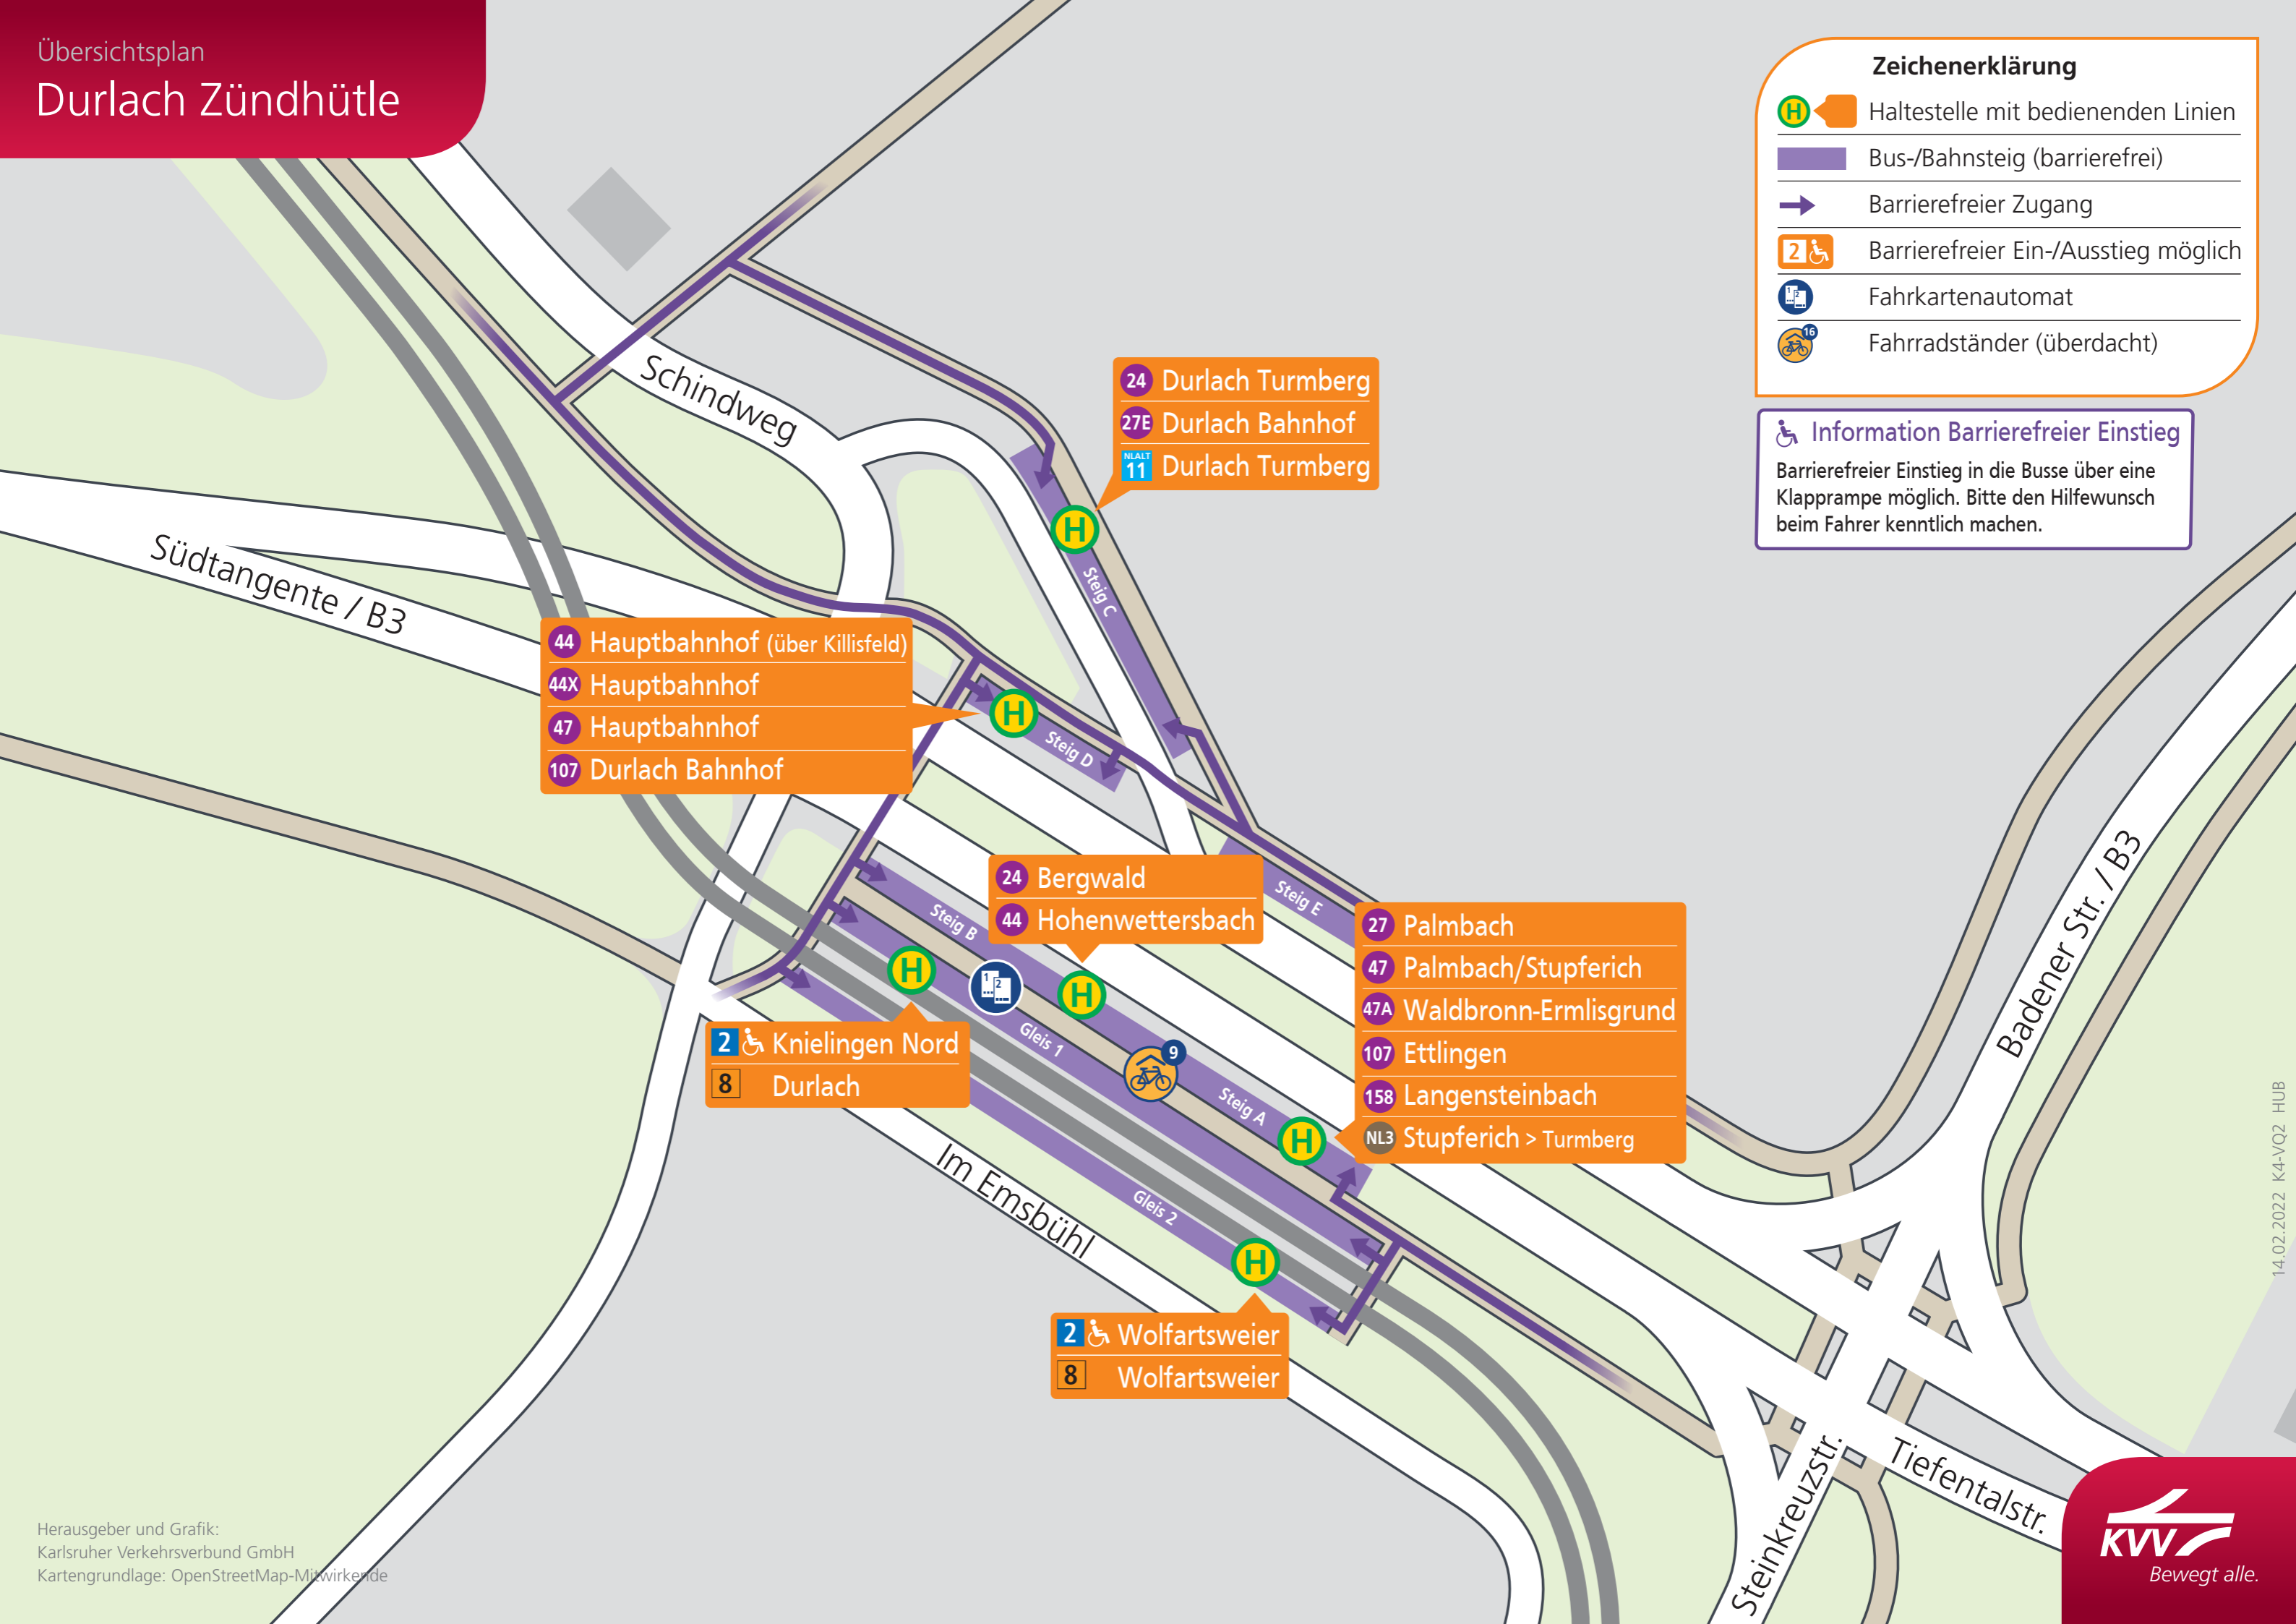 Übersichtsplan
Durlach Zündhütle
Zeichenerklärung
H Haltestelle mit bedienenden Linien
Bus-/Bahnsteig (barrierefrei)
Barrierefreier Zugang
2 Barrierefreier Ein-/Ausstieg möglich
1 2 Fahrkartenautomat
16 Fahrradständer (überdacht)
Information Barrierefreier Einstieg
Barrierefreier Einstieg in die Busse über eine
Klapprampe möglich. Bitte den Hilfewunsch
beim Fahrer kenntlich machen.
Schindweg
24 Durlach Turmberg
27E Durlach Bahnhof
NLALT 11 Durlach Turmberg
H
Steig C
Südtangente / B3
44 Hauptbahnhof (über Killisfeld)
44X Hauptbahnhof
47 Hauptbahnhof
107 Durlach Bahnhof
H
Steig D
24 Bergwald
44 Hohenwettersbach
Steig E
Steig B
H
1 2
H
27 Palmbach
47 Palmbach/Stupferich
47A Waldbronn-Ermlisgrund
107 Ettlingen
158 Langensteinbach
NL3 Stupferich > Turmberg
Badener Str. / B3
2 Knielingen Nord
8 Durlach
Gleis 1
9
Steig A
H
Im Emsbühl
Gleis 2
H
2 Wolfartsweier
8 Wolfartsweier
Steinkreuzstr.
Tiefentalstr.
14.02.2022 K4-VQ2 HUB
Herausgeber und Grafik:
Karlsruher Verkehrsverbund GmbH
Kartengrundlage: OpenStreetMap-Mitwirkende
KVV
Bewegt alle.